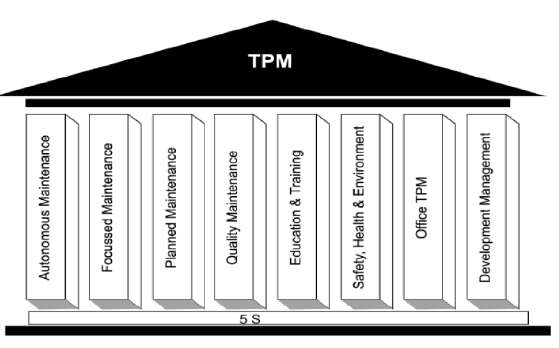 TPM
Autonomous Maintenance
Focussed Maintenance
Planned Maintenance
Quality Maintenance
Education & Training
Safety, Health & Environment
Office TPM
Development Management
5 S